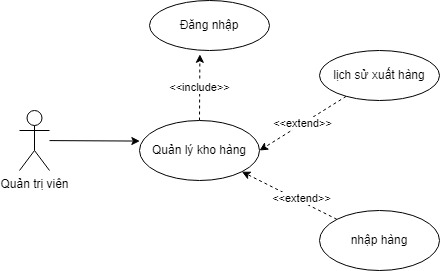 Đăng nhập
lịch sử xuất hàng
<<include>>
<<extend>>
Quản lý kho hàng
Quản trị viên
<<extend>>
nhập hàng